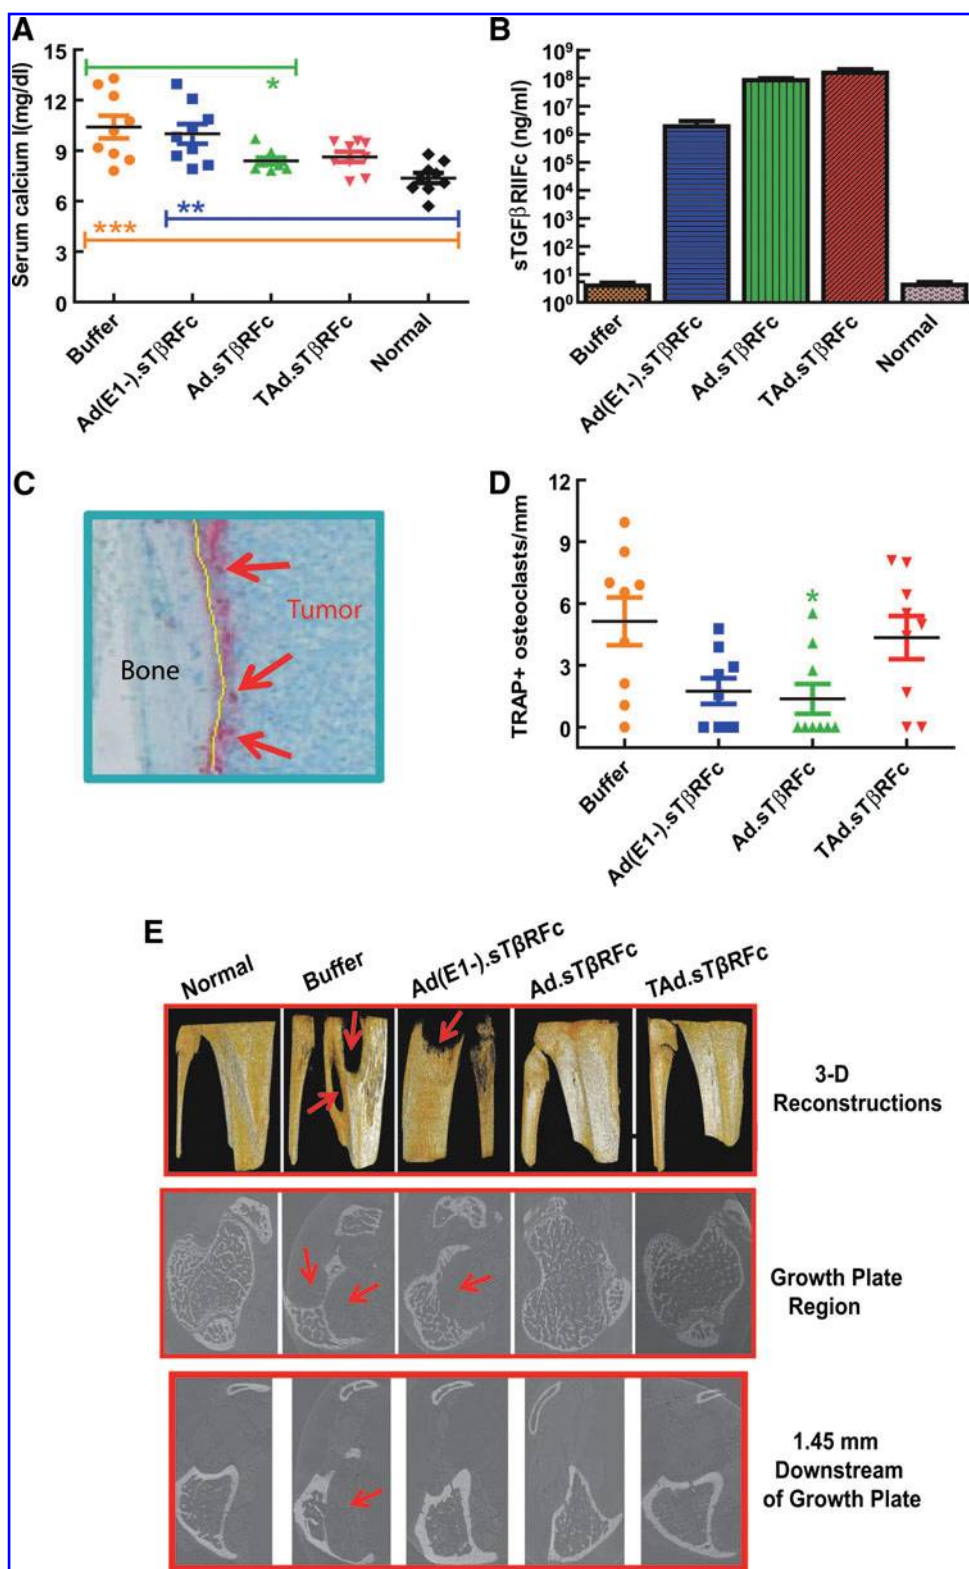 A
Serum calcium l(mg/dl)
15
12
9
6
3
0
*
**
***
Buffer
Ad(E1-).sTβRFc
Ad.sTβRFc
TAd.sTβRFc
Normal
B
sTGFβRIIFc (ng/ml)
10⁹
10⁸
10⁷
10⁶
10⁵
10⁴
10³
10²
10¹
10⁰
Buffer
Ad(E1-).sTβRFc
Ad.sTβRFc
TAd.sTβRFc
Normal
C
Tumor
Bone
D
TRAP+ osteoclasts/mm
12
9
6
3
0
*
Buffer
Ad(E1-).sTβRFc
Ad.sTβRFc
TAd.sTβRFc
E
Normal
Buffer
Ad(E1-).sTβRFc
Ad.sTβRFc
TAd.sTβRFc
3-D
Reconstructions
Growth Plate
Region
1.45 mm
Downstream
of Growth Plate